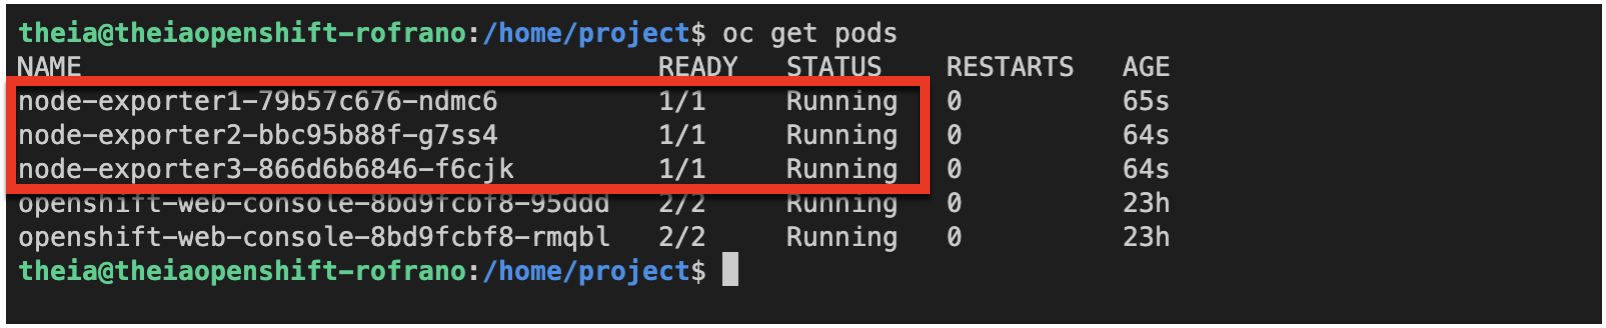 theia@theiaopenshift-rofrano:/home/project$ oc get pods
NAME READY STATUS RESTARTS AGE
node-exporter1-79b57c676-ndmc6 1/1 Running 0 65s
node-exporter2-bbc95b88f-g7ss4 1/1 Running 0 64s
node-exporter3-866d6b6846-f6cjk 1/1 Running 0 64s
openshift-web-console-8bd9fcbf8-95ddd 2/2 Running 0 23h
openshift-web-console-8bd9fcbf8-rmqbl 2/2 Running 0 23h
theia@theiaopenshift-rofrano:/home/project$